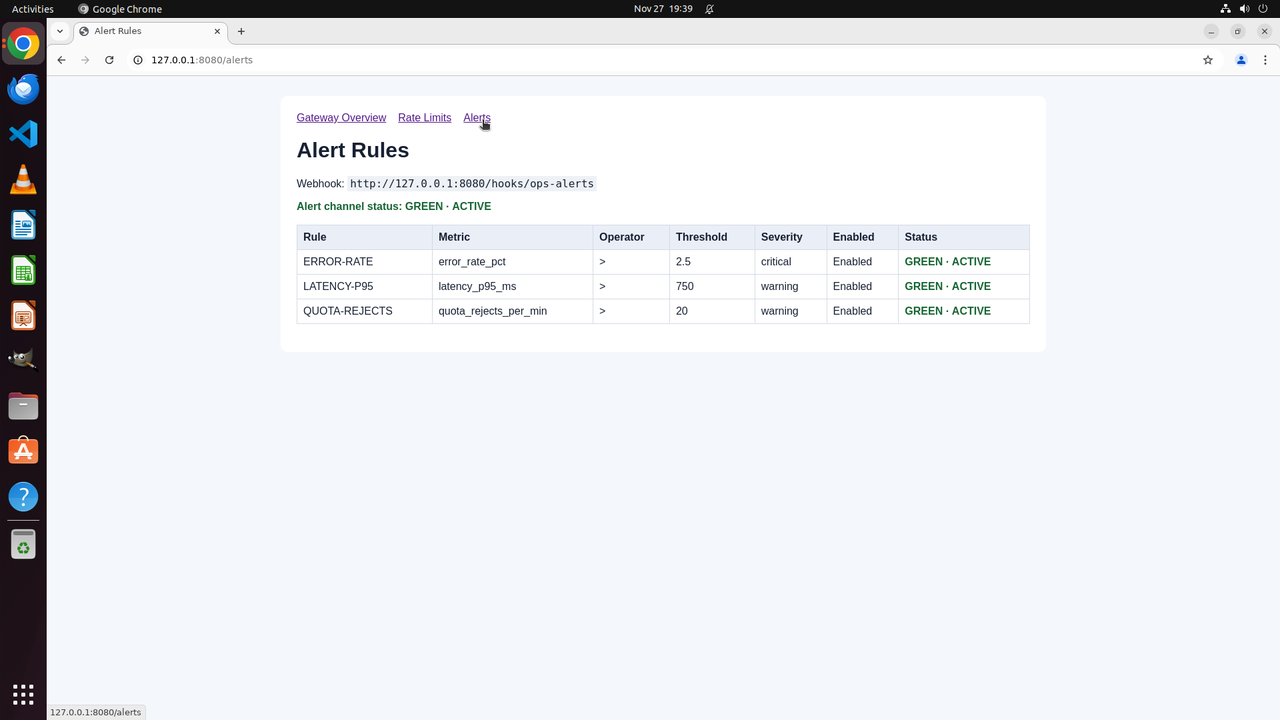 Activities Google Chrome Nov 27 19:39
Alert Rules
127.0.0.1:8080/alerts
Gateway Overview Rate Limits Alerts
Alert Rules
Webhook: http://127.0.0.1:8080/hooks/ops-alerts
Alert channel status: GREEN · ACTIVE
Rule Metric Operator Threshold Severity Enabled Status
ERROR-RATE error_rate_pct > 2.5 critical Enabled GREEN · ACTIVE
LATENCY-P95 latency_p95_ms > 750 warning Enabled GREEN · ACTIVE
QUOTA-REJECTS quota_rejects_per_min > 20 warning Enabled GREEN · ACTIVE
127.0.0.1:8080/alerts